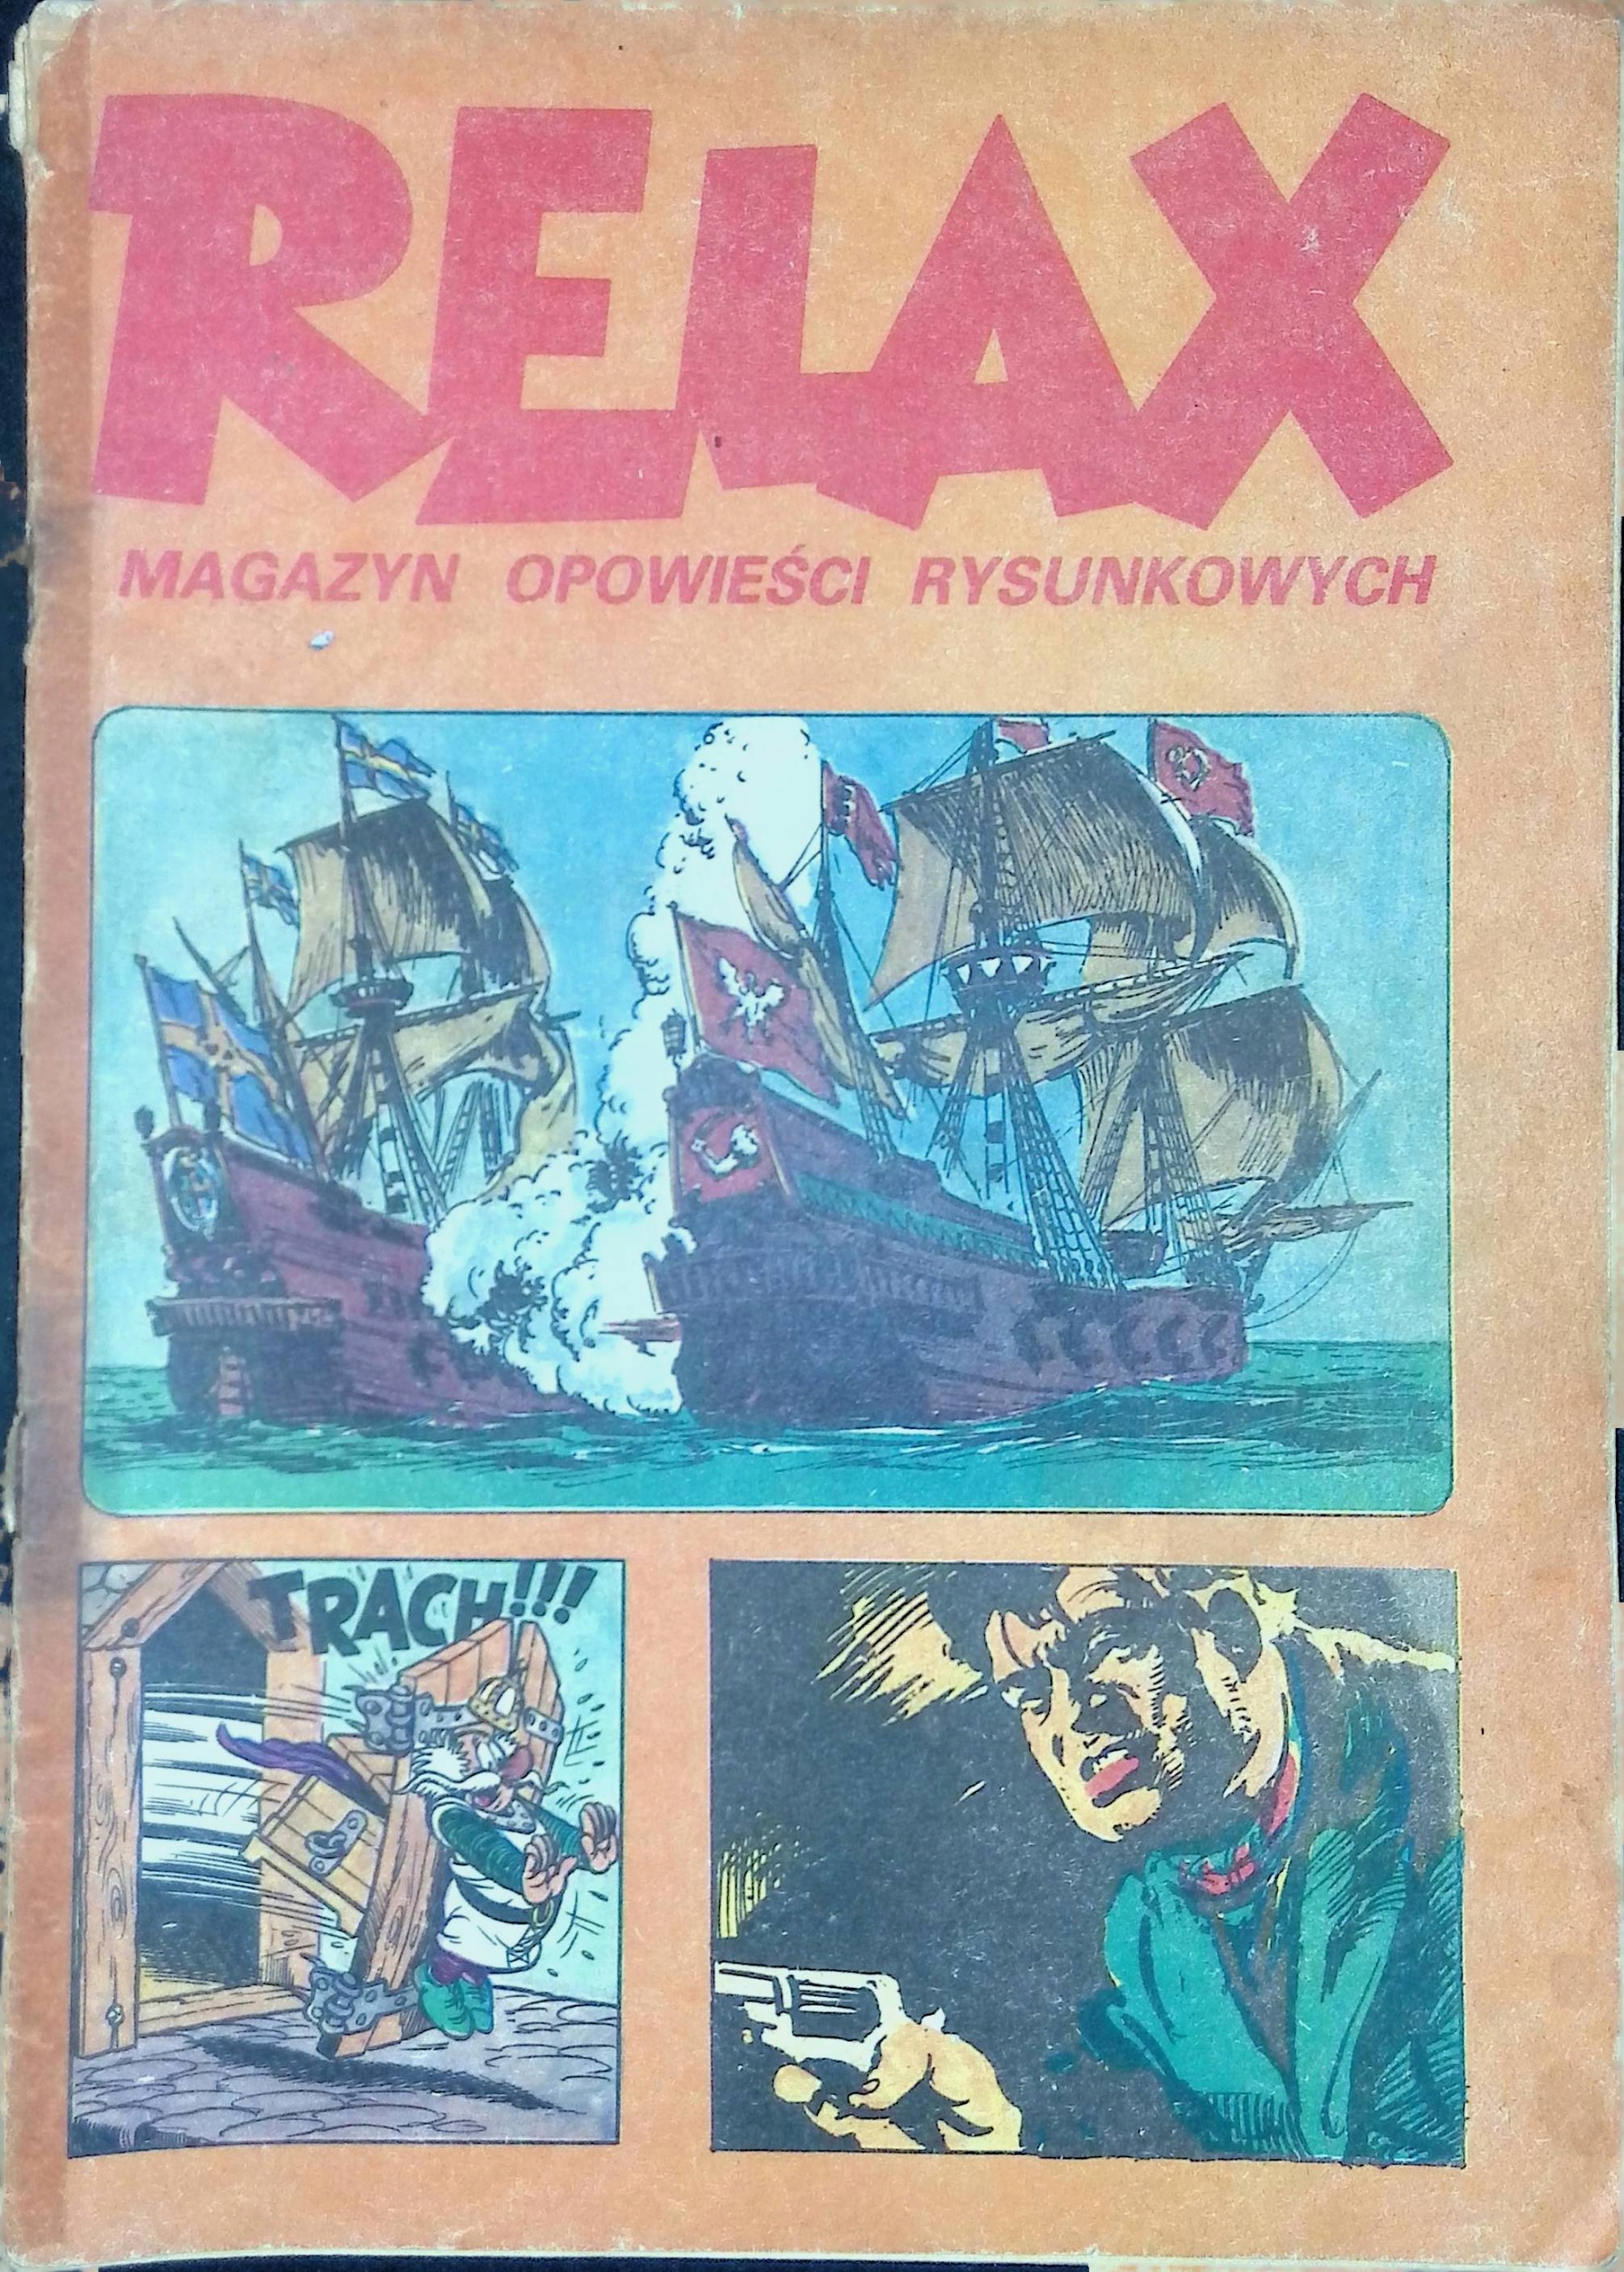 RELAX
MAGAZYN OPOWIEŚCI RYSUNKOWYCH
TRACH!!!